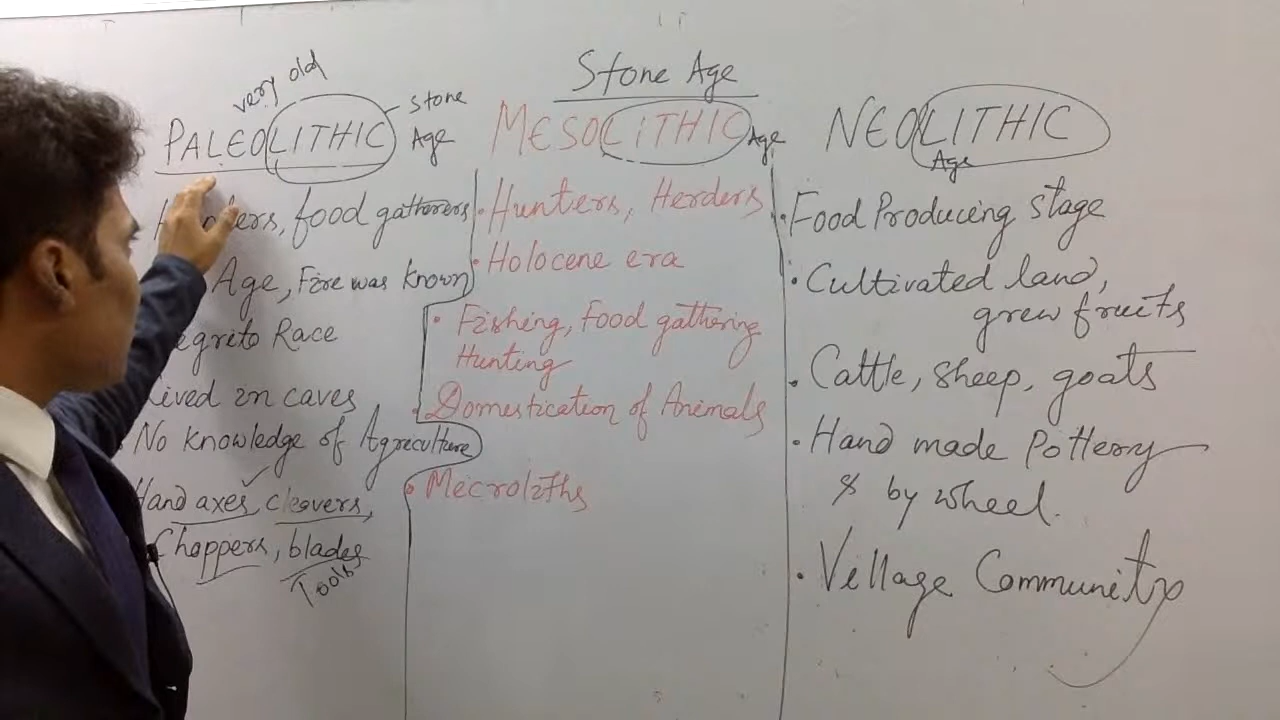 Stone Age
very old
PALEOLITHIC
Stone
Age
food gatherers
Age, Fire was known
Race
Lived in caves
No knowledge of Agreculture
Hand axes, cleavers,
Choppers, blades
Tools
MESOLITHIC
Age
• Hunters, Herders
• Holocene era
• Fishing, Food gathering
Hunting
• Domestication of Animals
• Mecroliths
NEOLITHIC
Age
• Food Producing stage
• Cultivated land,
grew fruits
• Cattle, sheep, goats
• Hand made Pottery
& by wheel.
• Village Community